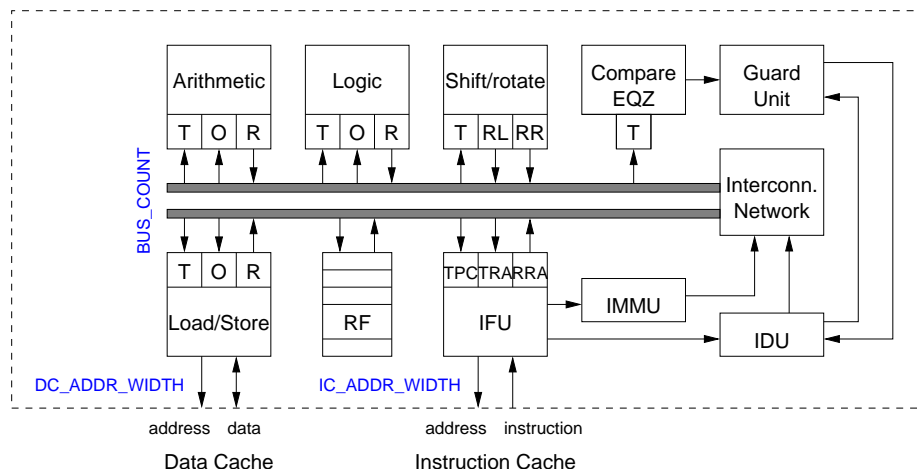 Arithmetic
T O R
Logic
T O R
Shift/rotate
T RL RR
Compare
EQZ
T
Guard
Unit
BUS_COUNT
Interconn.
Network
T O R
Load/Store
RF
TPC TRA RRA
IFU
IMMU
IDU
DC_ADDR_WIDTH
IC_ADDR_WIDTH
address data
address instruction
Data Cache
Instruction Cache